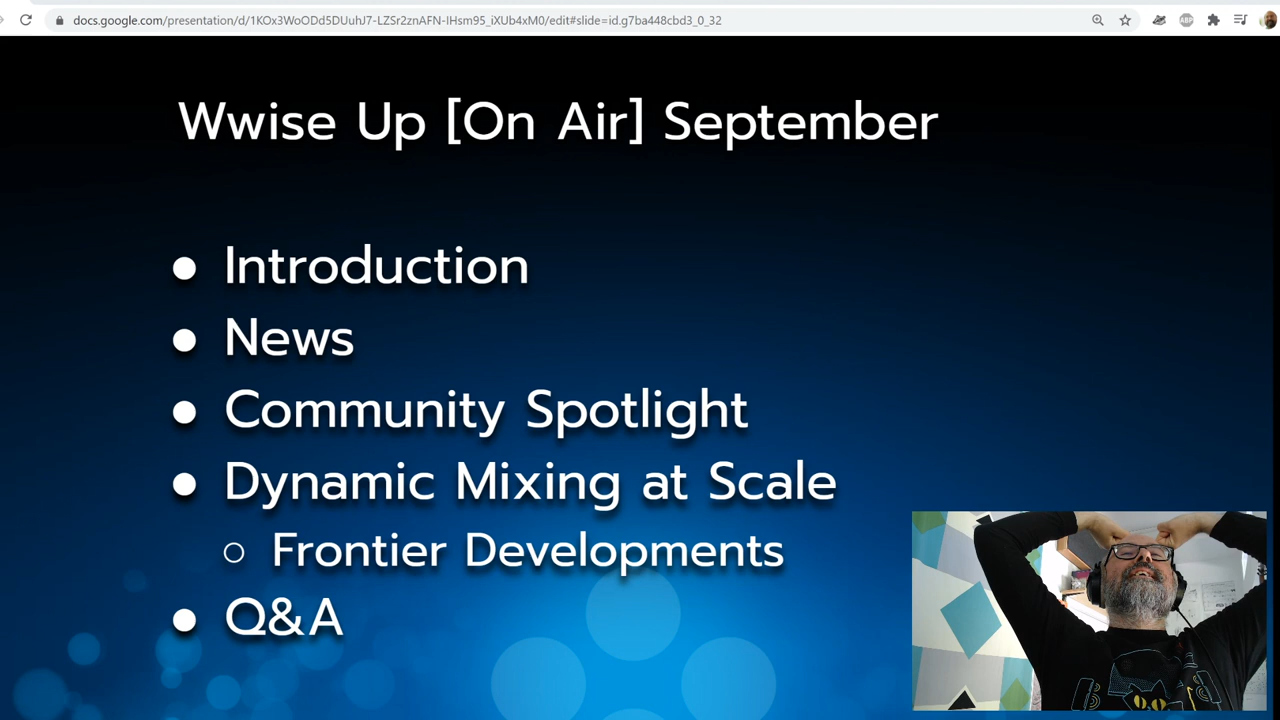 docs.google.com/presentation/d/1KOx3WoODd5DUuhJ7-LZSr2znAFN-IHsm95_iXUb4xM0/edit#slide=id.g7ba448cbd3_0_32
ABP
Wwise Up [On Air] September
● Introduction
● News
● Community Spotlight
● Dynamic Mixing at Scale
○ Frontier Developments
● Q&A